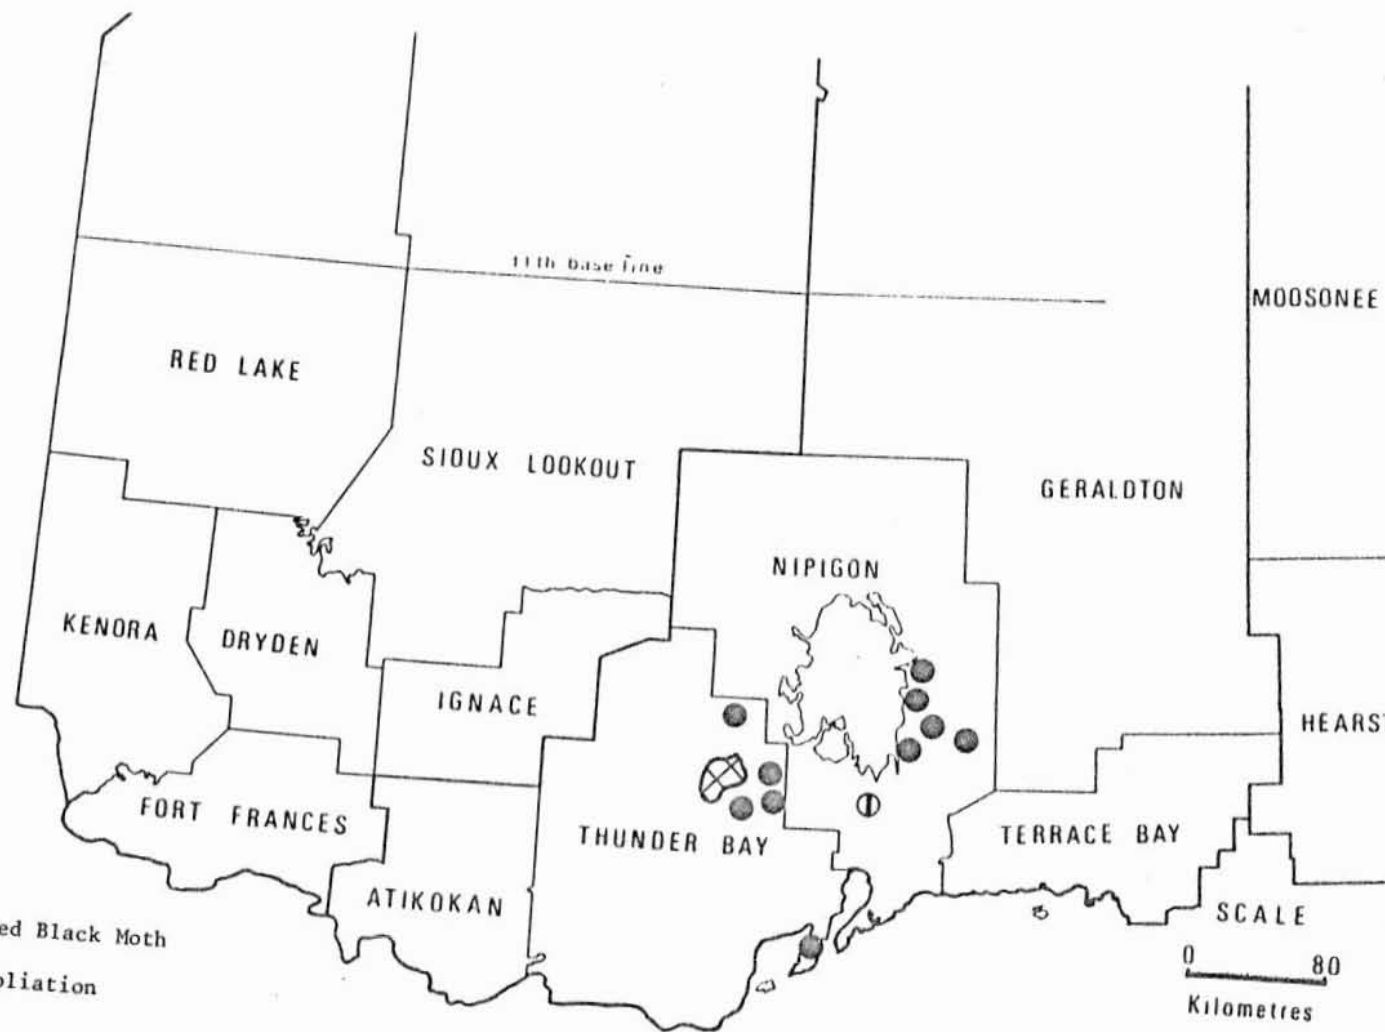 11th base line
MOOSONEE
RED LAKE
SIOUX LOOKOUT
GERALDTON
NIPIGON
KENORA
DRYDEN
IGNACE
HEARST
FORT FRANCES
THUNDER BAY
TERRACE BAY
ATIKOKAN
SCALE
0 80
Kilometres
ed Black Moth
oliation